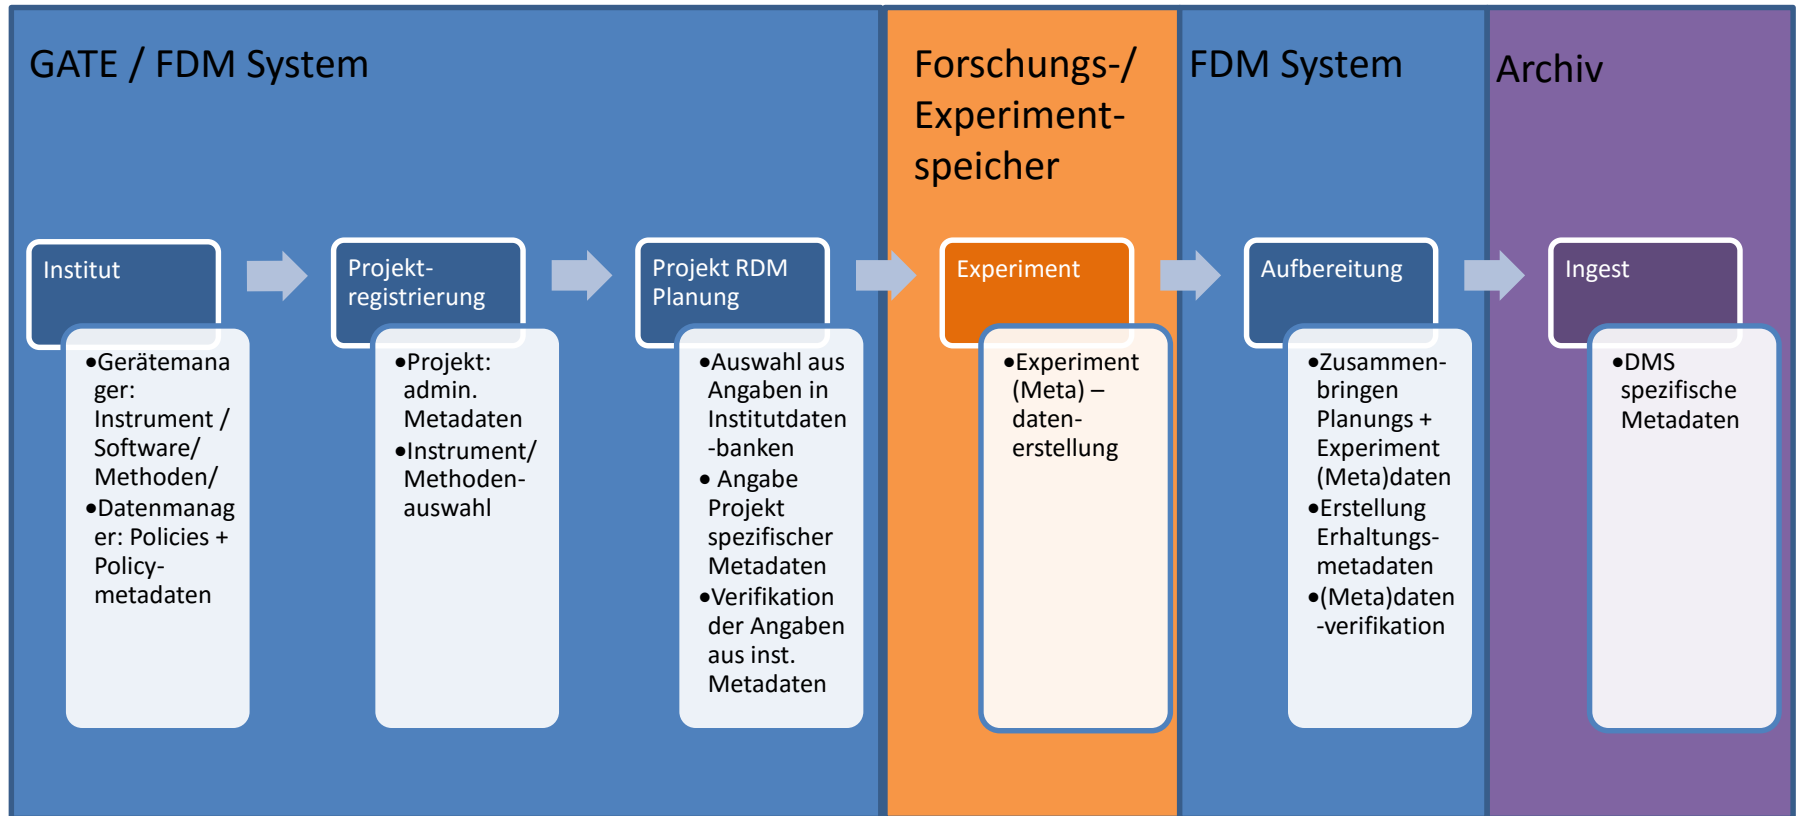 GATE / FDM System
Forschungs-/
Experiment-
speicher
FDM System
Archiv
Institut
•Gerätemana
ger:
Instrument /
Software/
Methoden/
•Datenmanag
er: Policies +
Policy-
metadaten
Projekt-
registrierung
•Projekt:
admin.
Metadaten
•Instrument/
Methoden-
auswahl
Projekt RDM
Planung
•Auswahl aus
Angaben in
Institutdaten
-banken
• Angabe
Projekt
spezifischer
Metadaten
•Verifikation
der Angaben
aus inst.
Metadaten
Experiment
•Experiment
(Meta) –
daten-
erstellung
Aufbereitung
•Zusammen-
bringen
Planungs +
Experiment
(Meta)daten
•Erstellung
Erhaltungs-
metadaten
•(Meta)daten
-verifikation
Ingest
•DMS
spezifische
Metadaten